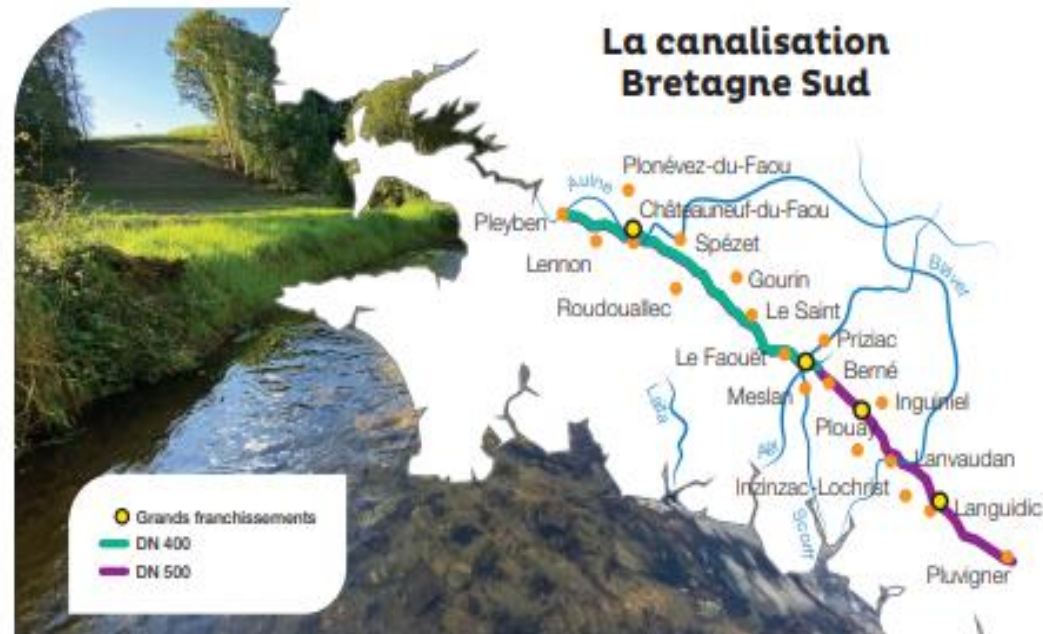 La canalisation
Bretagne Sud
Plonévez-du-Faou
Aulne
Châteauneuf-du-Faou
Pleyben
Spézet
Lennon
Gourin
Blavet
Roudouallec
Le Saint
Priziac
Le Faouët
Berné
Meslan
Inguiniel
Laïta
Plouay
Lanvaudan
Inzinzac-Lochrist
Scorff
Languidic
Pluvigner
Grands franchissements
DN 400
DN 500